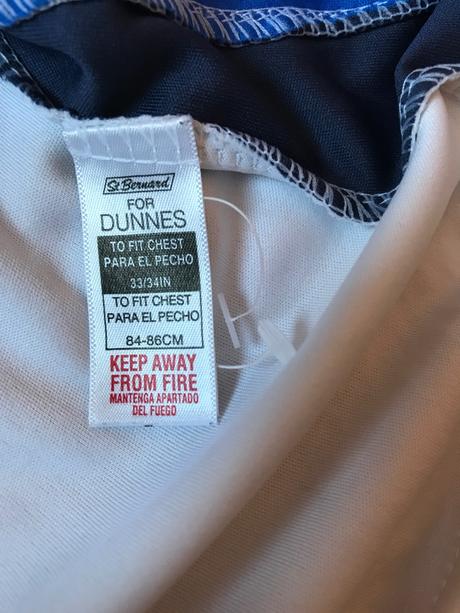 St Bernard
FOR
DUNNES
TO FIT CHEST
PARA EL PECHO
33/34IN
TO FIT CHEST
PARA EL PECHO
84-86CM
KEEP AWAY
FROM FIRE
MANTENGA APARTADO
DEL FUEGO